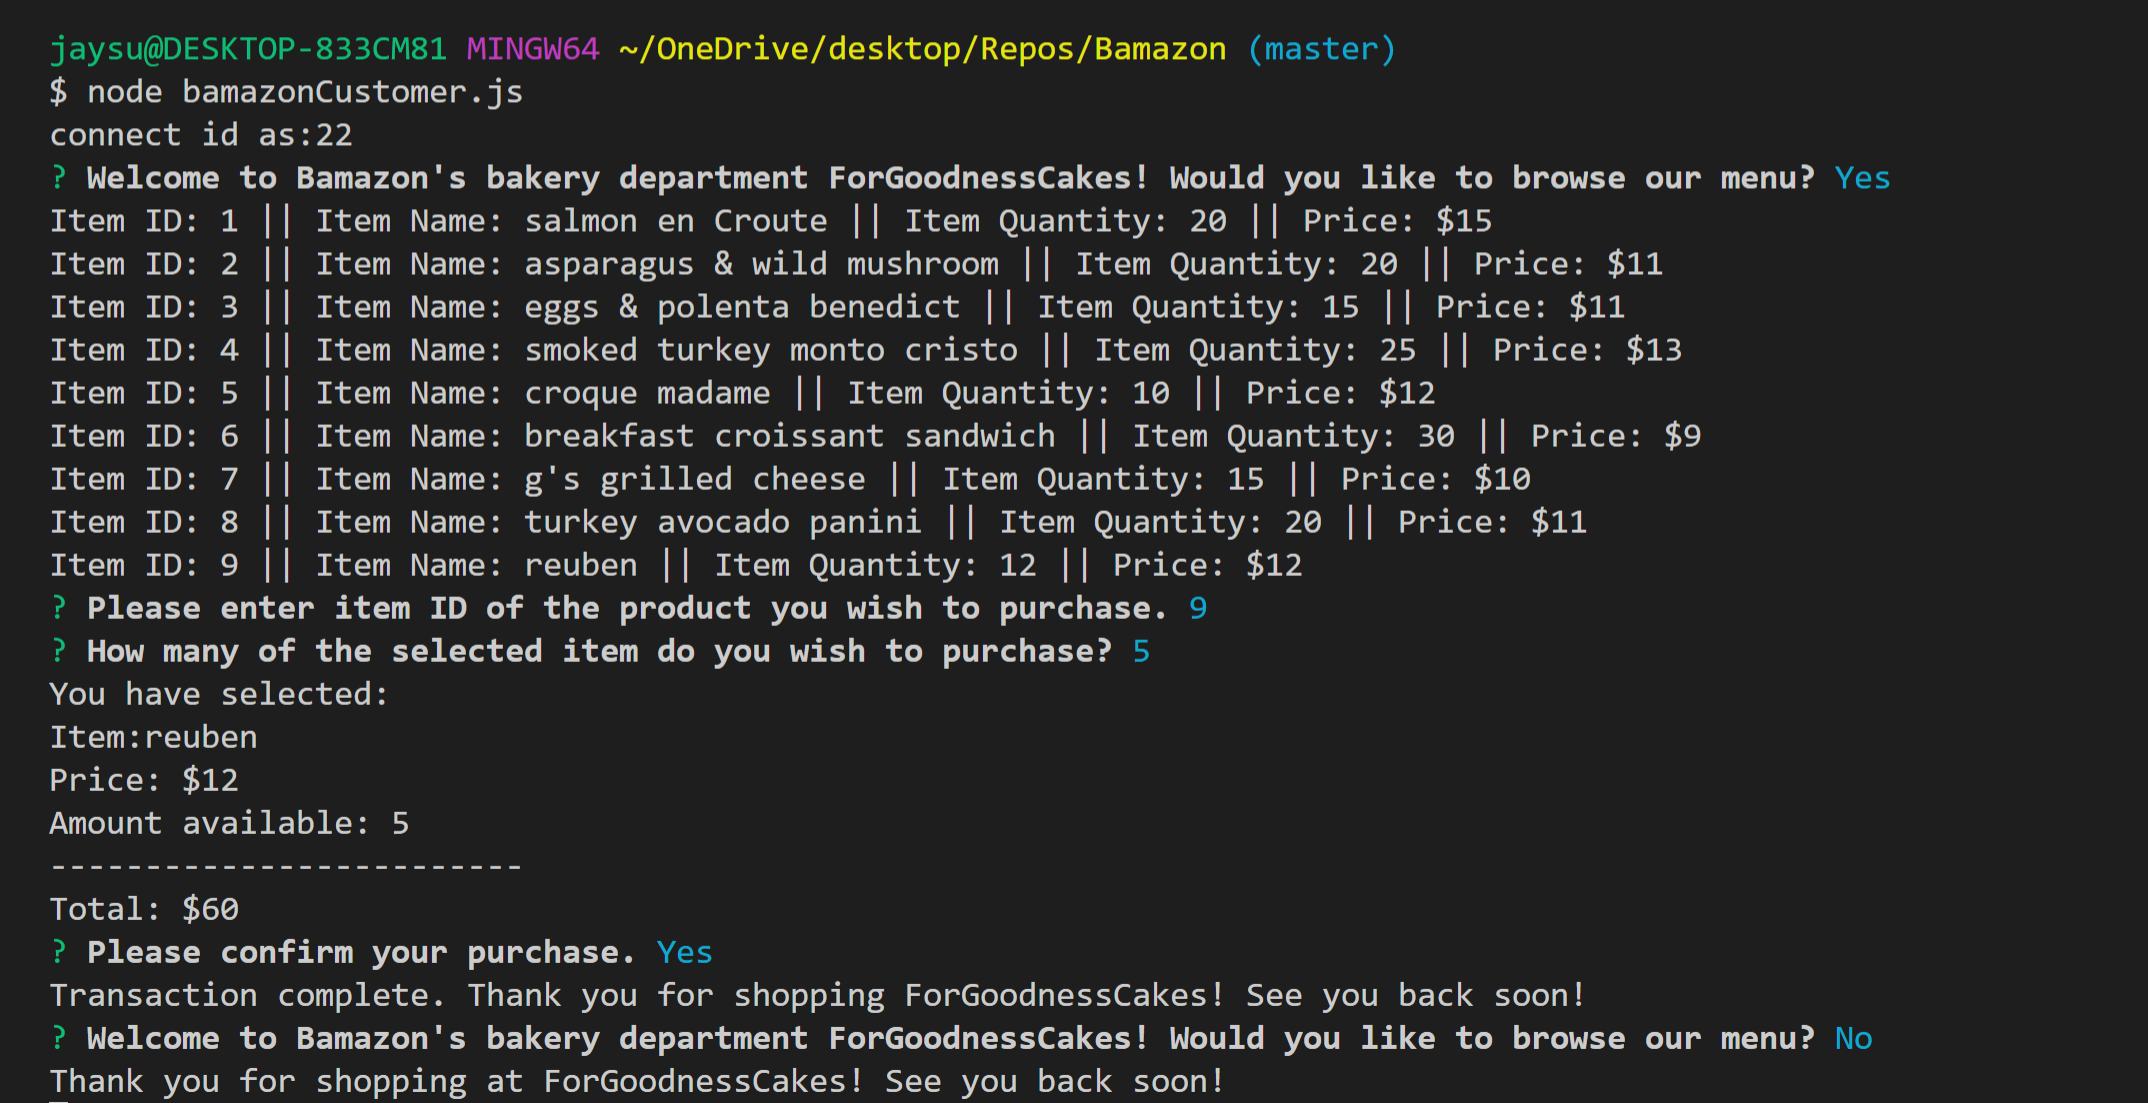 jaysu@DESKTOP-833CM81 MINGW64 ~/OneDrive/desktop/Repos/Bamazon (master)
$ node bamazonCustomer.js
connect id as:22
? Welcome to Bamazon's bakery department ForGoodnessCakes! Would you like to browse our menu? Yes
Item ID: 1 || Item Name: salmon en Croute || Item Quantity: 20 || Price: $15
Item ID: 2 || Item Name: asparagus & wild mushroom || Item Quantity: 20 || Price: $11
Item ID: 3 || Item Name: eggs & polenta benedict || Item Quantity: 15 || Price: $11
Item ID: 4 || Item Name: smoked turkey monto cristo || Item Quantity: 25 || Price: $13
Item ID: 5 || Item Name: croque madame || Item Quantity: 10 || Price: $12
Item ID: 6 || Item Name: breakfast croissant sandwich || Item Quantity: 30 || Price: $9
Item ID: 7 || Item Name: g's grilled cheese || Item Quantity: 15 || Price: $10
Item ID: 8 || Item Name: turkey avocado panini || Item Quantity: 20 || Price: $11
Item ID: 9 || Item Name: reuben || Item Quantity: 12 || Price: $12
? Please enter item ID of the product you wish to purchase. 9
? How many of the selected item do you wish to purchase? 5
You have selected:
Item:reuben
Price: $12
Amount available: 5
-------------------------
Total: $60
? Please confirm your purchase. Yes
Transaction complete. Thank you for shopping ForGoodnessCakes! See you back soon!
? Welcome to Bamazon's bakery department ForGoodnessCakes! Would you like to browse our menu? No
Thank you for shopping at ForGoodnessCakes! See you back soon!